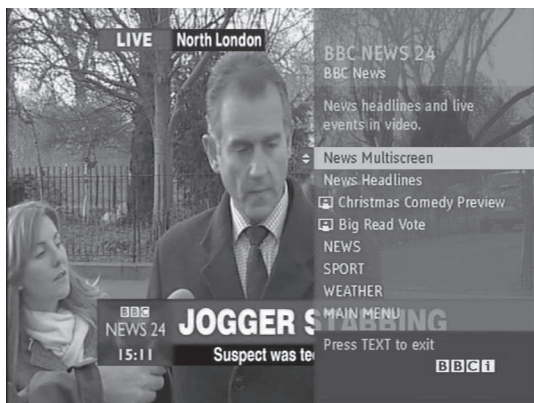 LIVE North London
BBC NEWS 24
BBC News
News headlines and live
events in video.
News Multiscreen
News Headlines
Christmas Comedy Preview
Big Read Vote
NEWS
SPORT
WEATHER
MAIN MENU
BBC
NEWS 24
JOGGER STABBING
15:11
Suspect was
Press TEXT to exit
BBCi